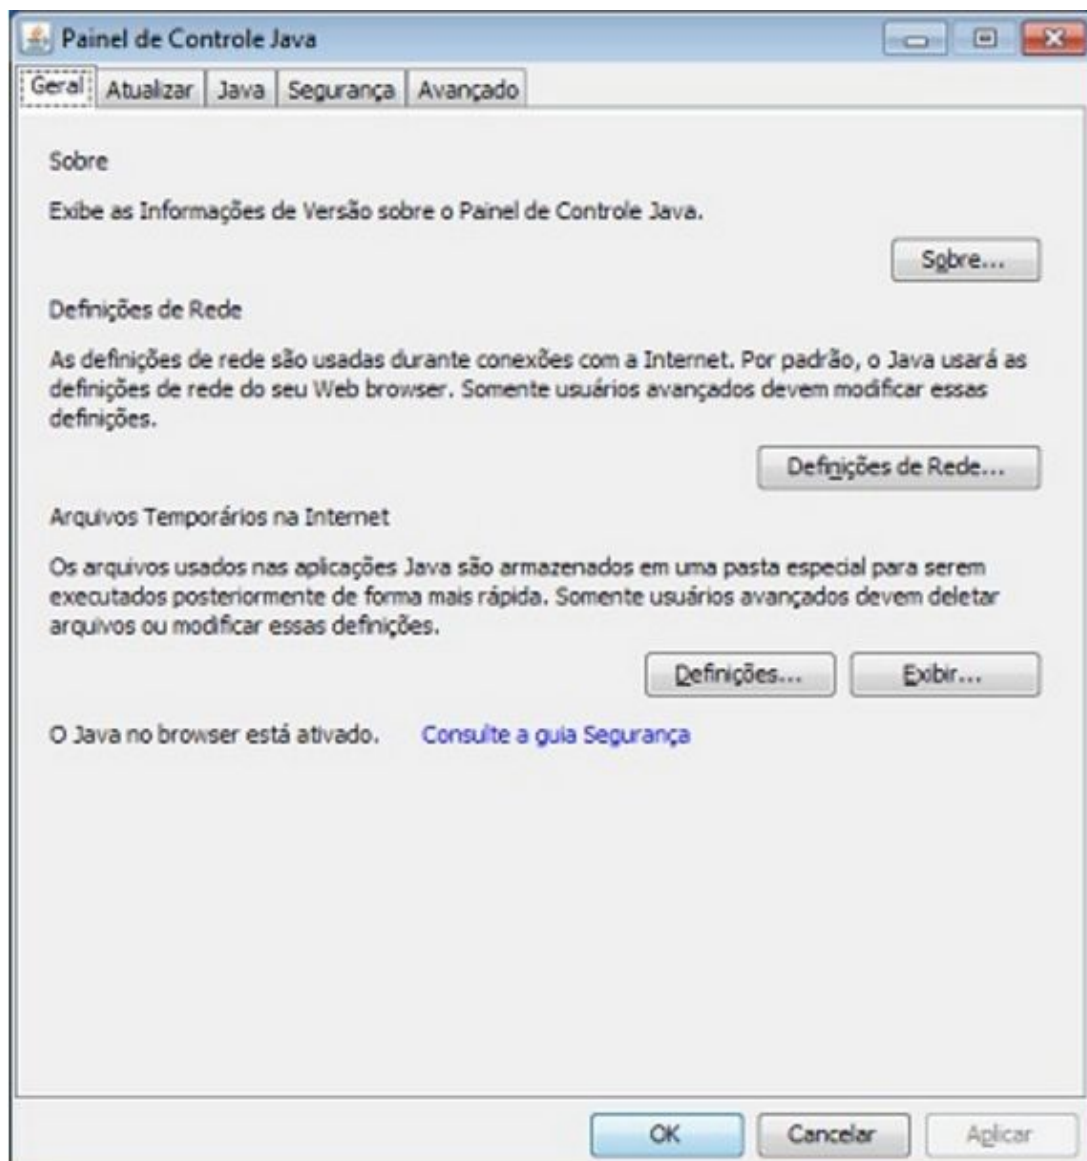 Painel de Controle Java
Geral Atualizar Java Segurança Avançado
Sobre
Exibe as Informações de Versão sobre o Painel de Controle Java.
Sobre...
Definições de Rede
As definições de rede são usadas durante conexões com a Internet. Por padrão, o Java usará as
definições de rede do seu Web browser. Somente usuários avançados devem modificar essas
definições.
Definições de Rede...
Arquivos Temporários na Internet
Os arquivos usados nas aplicações Java são armazenados em uma pasta especial para serem
executados posteriormente de forma mais rápida. Somente usuários avançados devem deletar
arquivos ou modificar essas definições.
Definições... Exibir...
O Java no browser está ativado. Consulte a guia Segurança
OK Cancelar Aplicar